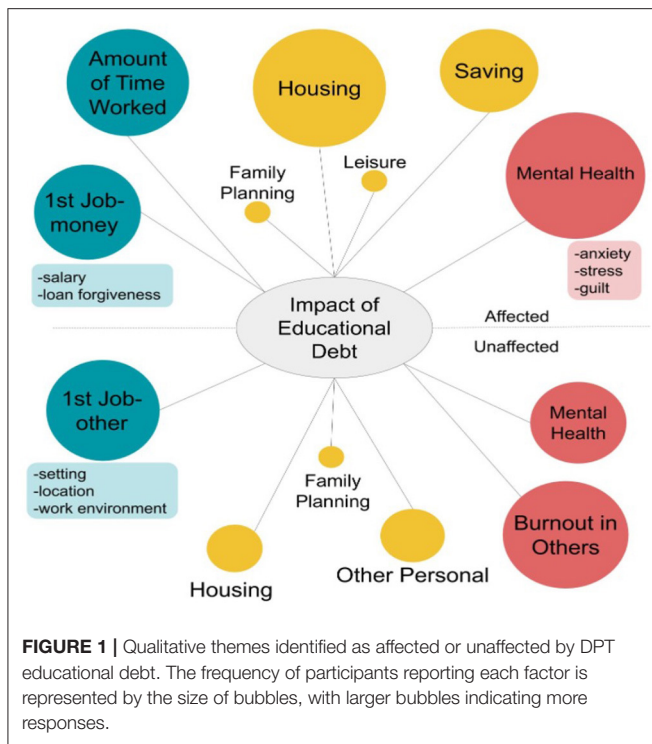 Amount
of Time
Worked
Housing
Saving
Family
Planning
Leisure
Mental Health
1st Job-
money
-salary
-loan forgiveness
-anxiety
-stress
-guilt
Impact of
Educational
Debt
Affected
Unaffected
1st Job-
other
-setting
-location
-work environment
Family
Planning
Mental
Health
Housing
Other Personal
Burnout in
Others
FIGURE 1 | Qualitative themes identified as affected or unaffected by DPT
educational debt. The frequency of participants reporting each factor is
represented by the size of bubbles, with larger bubbles indicating more
responses.